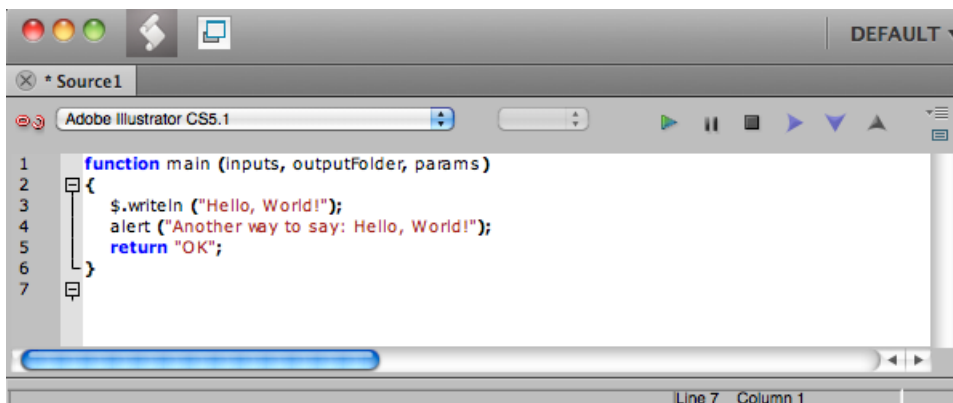 DEFAULT
* Source1
Adobe Illustrator CS5.1
1 function main (inputs, outputFolder, params)
2 {
3 $.writeln ("Hello, World!");
4 alert ("Another way to say: Hello, World!");
5 return "OK";
6 }
7
Line 7 Column 1